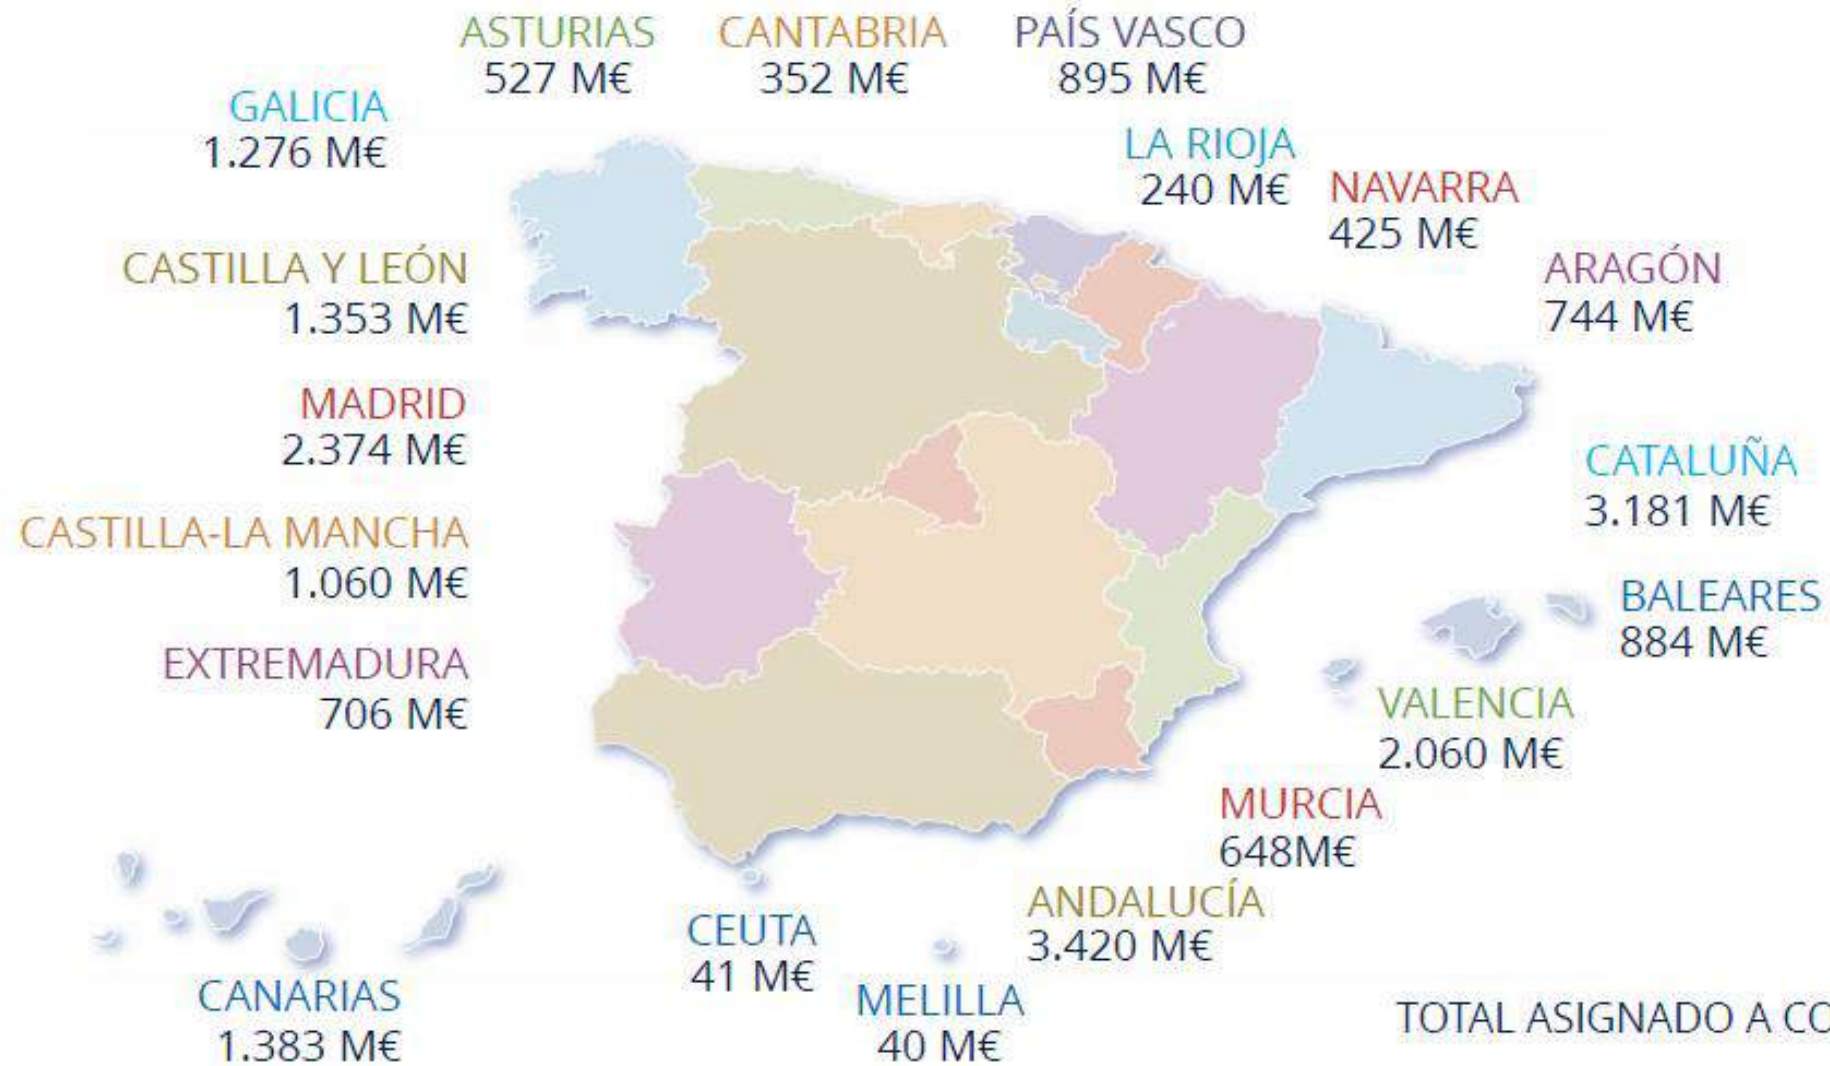 ASTURIAS
527 M€
CANTABRIA
352 M€
PAÍS VASCO
895 M€
GALICIA
1.276 M€
LA RIOJA
240 M€
NAVARRA
425 M€
CASTILLA Y LEÓN
1.353 M€
ARAGÓN
744 M€
MADRID
2.374 M€
CATALUÑA
3.181 M€
CASTILLA-LA MANCHA
1.060 M€
BALEARES
884 M€
EXTREMADURA
706 M€
VALENCIA
2.060 M€
MURCIA
648M€
ANDALUCÍA
3.420 M€
CEUTA
41 M€
MELILLA
40 M€
CANARIAS
1.383 M€
TOTAL ASIGNADO A